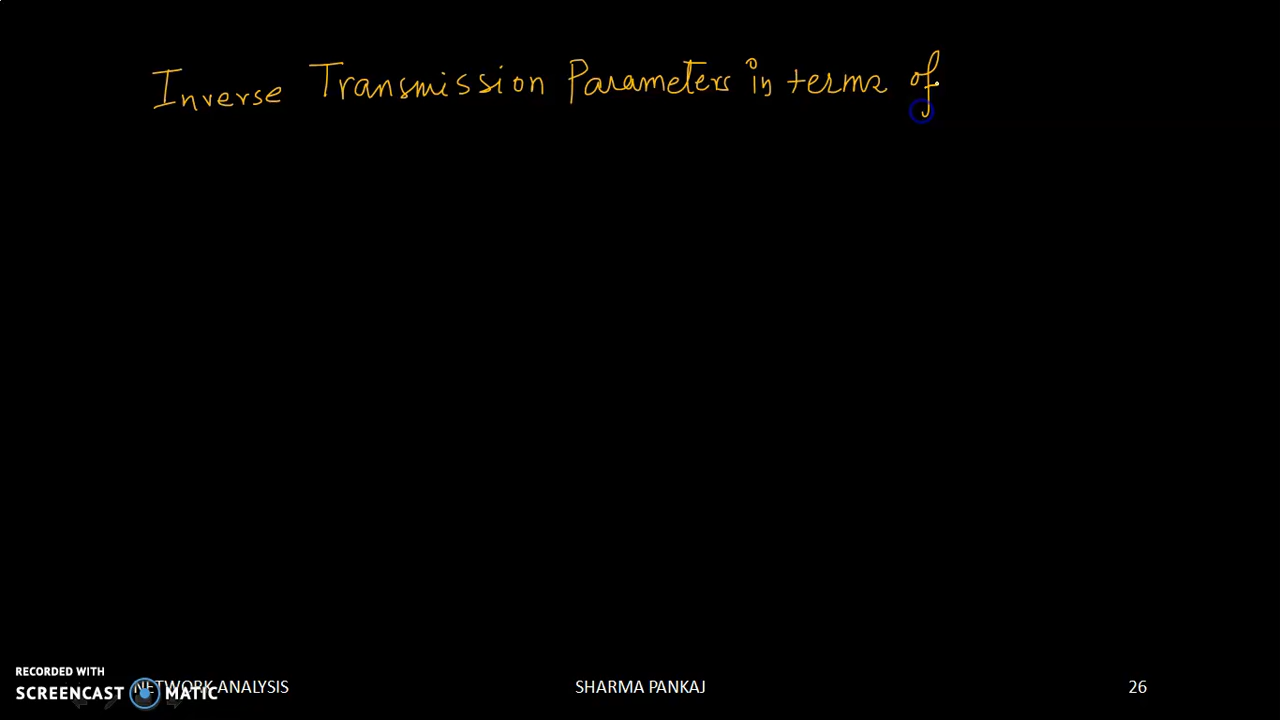 Inverse Transmission Parameters in terms of
RECORDED WITH
SCREENCAST MATIC
NETWORK ANALYSIS
SHARMA PANKAJ
26